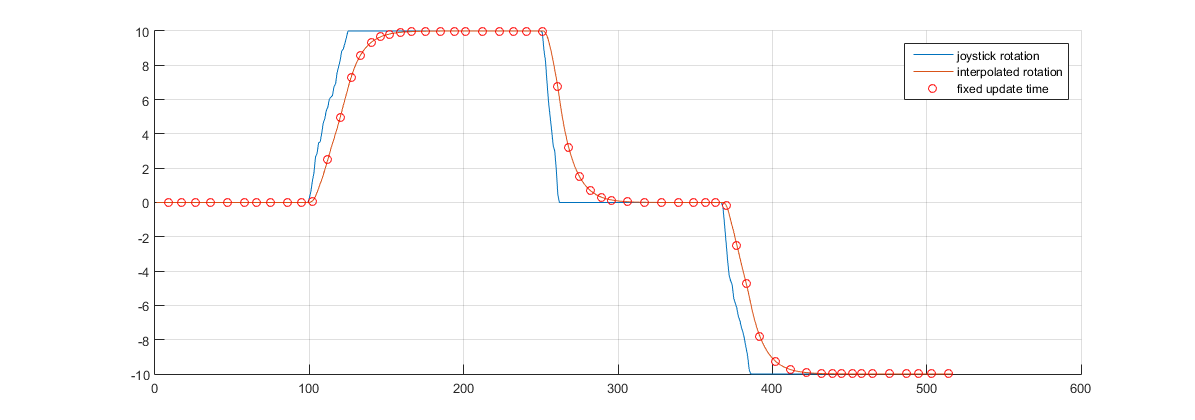 10
8
6
4
2
0
-2
-4
-6
-8
-10
0 100 200 300 400 500 600
joystick rotation
interpolated rotation
fixed update time